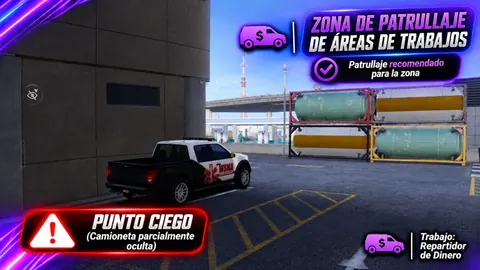 ZONA DE PATRULLAJE
DE ÁREAS DE TRABAJOS
Patrullaje recomendado
para la zona
PUNTO CIEGO
(Camioneta parcialmente
oculta)
Trabajo:
Repartidor
de Dinero